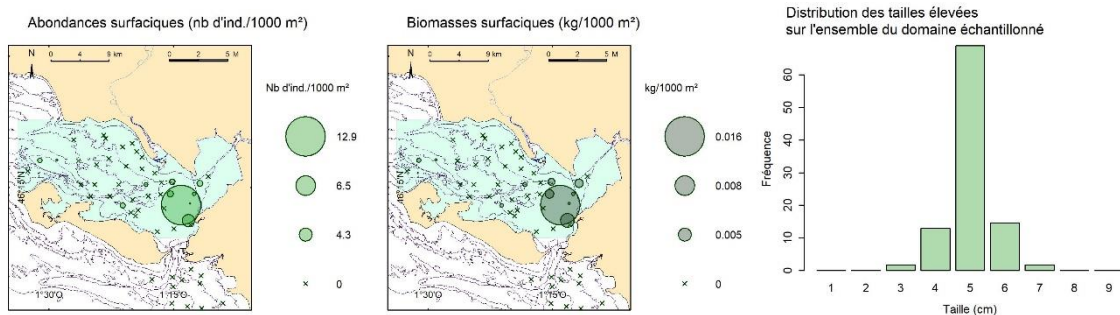 Abondances surfaciques (nb d'ind./1000 m²)
N
0 4 9 km
0 2 5 M
Nb d'ind./1000 m²
12.9
6.5
4.3
0
46°15'N
1°30'O
1°15'O
Biomasses surfaciques (kg/1000 m²)
N
0 4 9 km
0 2 5 M
kg/1000 m²
0.016
0.008
0.005
0
46°15'N
1°30'O
1°15'O
Distribution des tailles élevées
sur l'ensemble du domaine échantillonné
Fréquence
60
50
40
30
20
10
0
1 2 3 4 5 6 7 8 9
Taille (cm)